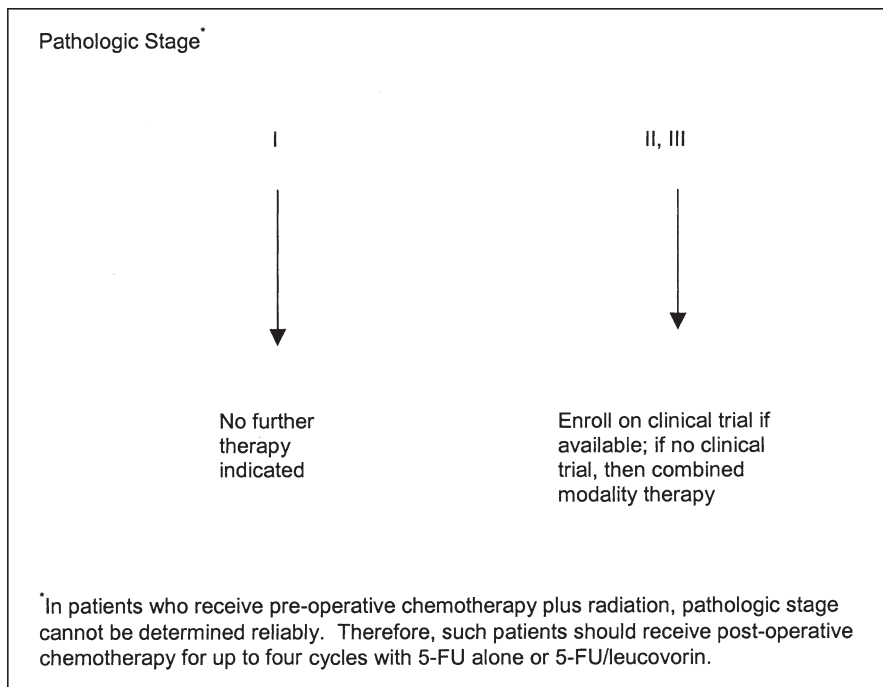 Pathologic Stage*
I
II, III
No further
therapy
indicated
Enroll on clinical trial if
available; if no clinical
trial, then combined
modality therapy
*In patients who receive pre-operative chemotherapy plus radiation, pathologic stage
cannot be determined reliably. Therefore, such patients should receive post-operative
chemotherapy for up to four cycles with 5-FU alone or 5-FU/leucovorin.